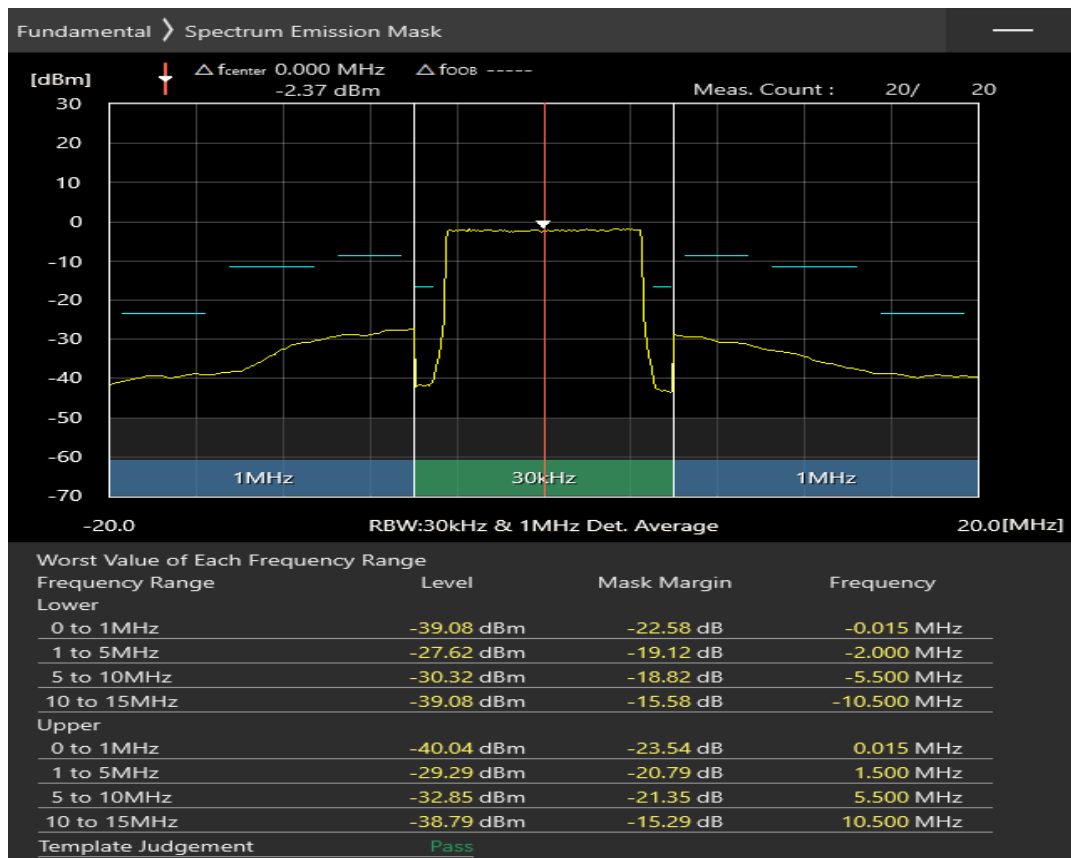 Fundamental ❯ Spectrum Emission Mask
[dBm] △ fcenter 0.000 MHz △ fOOB -----
-2.37 dBm Meas. Count : 20/ 20
30
20
10
0
-10
-20
-30
-40
-50
-60
-70
1MHz 30kHz 1MHz
-20.0 RBW:30kHz & 1MHz Det. Average 20.0[MHz]
Worst Value of Each Frequency Range
Frequency Range Level Mask Margin Frequency
Lower
0 to 1MHz -39.08 dBm -22.58 dB -0.015 MHz
1 to 5MHz -27.62 dBm -19.12 dB -2.000 MHz
5 to 10MHz -30.32 dBm -18.82 dB -5.500 MHz
10 to 15MHz -39.08 dBm -15.58 dB -10.500 MHz
Upper
0 to 1MHz -40.04 dBm -23.54 dB 0.015 MHz
1 to 5MHz -29.29 dBm -20.79 dB 1.500 MHz
5 to 10MHz -32.85 dBm -21.35 dB 5.500 MHz
10 to 15MHz -38.79 dBm -15.29 dB 10.500 MHz
Template Judgement Pass